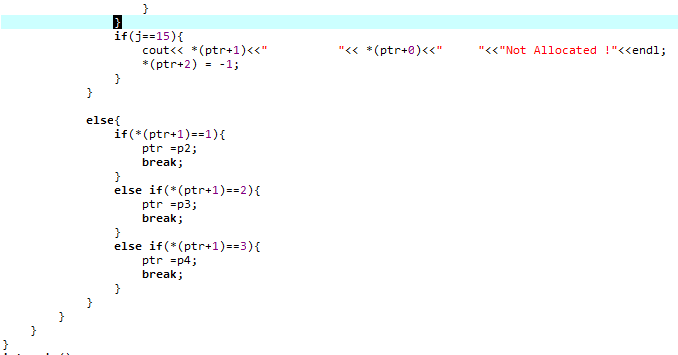 }
}
if(j==15){
cout<< *(ptr+1)<<"          "<< *(ptr+0)<<"     "<<"Not Allocated !"<<endl;
*(ptr+2) = -1;
}
}
else{
if(*(ptr+1)==1){
ptr =p2;
break;
}
else if(*(ptr+1)==2){
ptr =p3;
break;
}
else if(*(ptr+1)==3){
ptr =p4;
break;
}
}
}
}
}